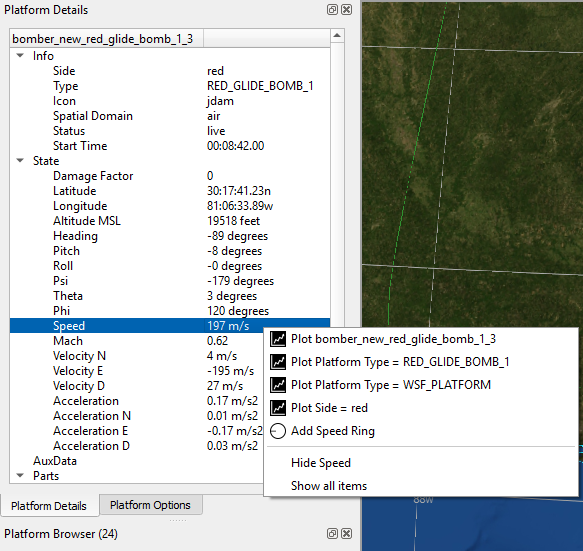 Platform Details
bomber_new_red_glide_bomb_1_3
Info
Side red
Type RED_GLIDE_BOMB_1
Icon jdam
Spatial Domain air
Status live
Start Time 00:08:42.00
State
Damage Factor 0
Latitude 30:17:41.23n
Longitude 81:06:33.89w
Altitude MSL 19518 feet
Heading -89 degrees
Pitch -8 degrees
Roll -0 degrees
Psi -179 degrees
Theta 3 degrees
Phi 120 degrees
Speed 197 m/s
Mach 0.62
Velocity N 4 m/s
Velocity E -195 m/s
Velocity D 27 m/s
Acceleration 0.17 m/s2
Acceleration N 0.01 m/s2
Acceleration E -0.17 m/s2
Acceleration D 0.03 m/s2
AuxData
Parts
Plot bomber_new_red_glide_bomb_1_3
Plot Platform Type = RED_GLIDE_BOMB_1
Plot Platform Type = WSF_PLATFORM
Plot Side = red
Add Speed Ring
Hide Speed
Show all items
88w
Platform Details Platform Options
Platform Browser (24)